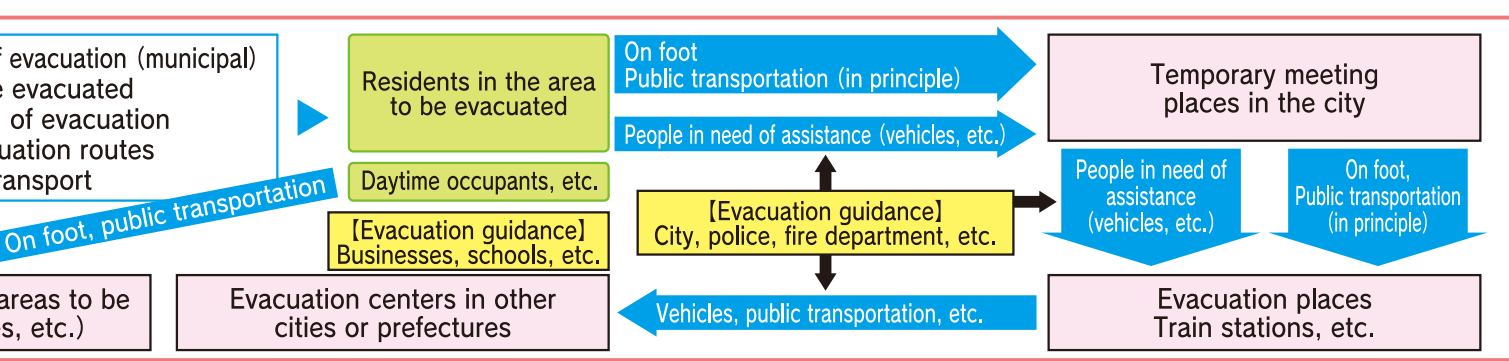 evacuation (municipal)
evacuated
of evacuation
routes
Residents in the area
to be evacuated
Daytime occupants, etc.
On foot, public transportation
【Evacuation guidance】
Businesses, schools, etc.
On foot
Public transportation (in principle)
People in need of assistance (vehicles, etc.)
【Evacuation guidance】
City, police, fire department, etc.
Temporary meeting
places in the city
People in need of
assistance
(vehicles, etc.)
On foot,
Public transportation
(in principle)
areas to be
etc.)
Evacuation centers in other
cities or prefectures
Vehicles, public transportation, etc.
Evacuation places
Train stations, etc.